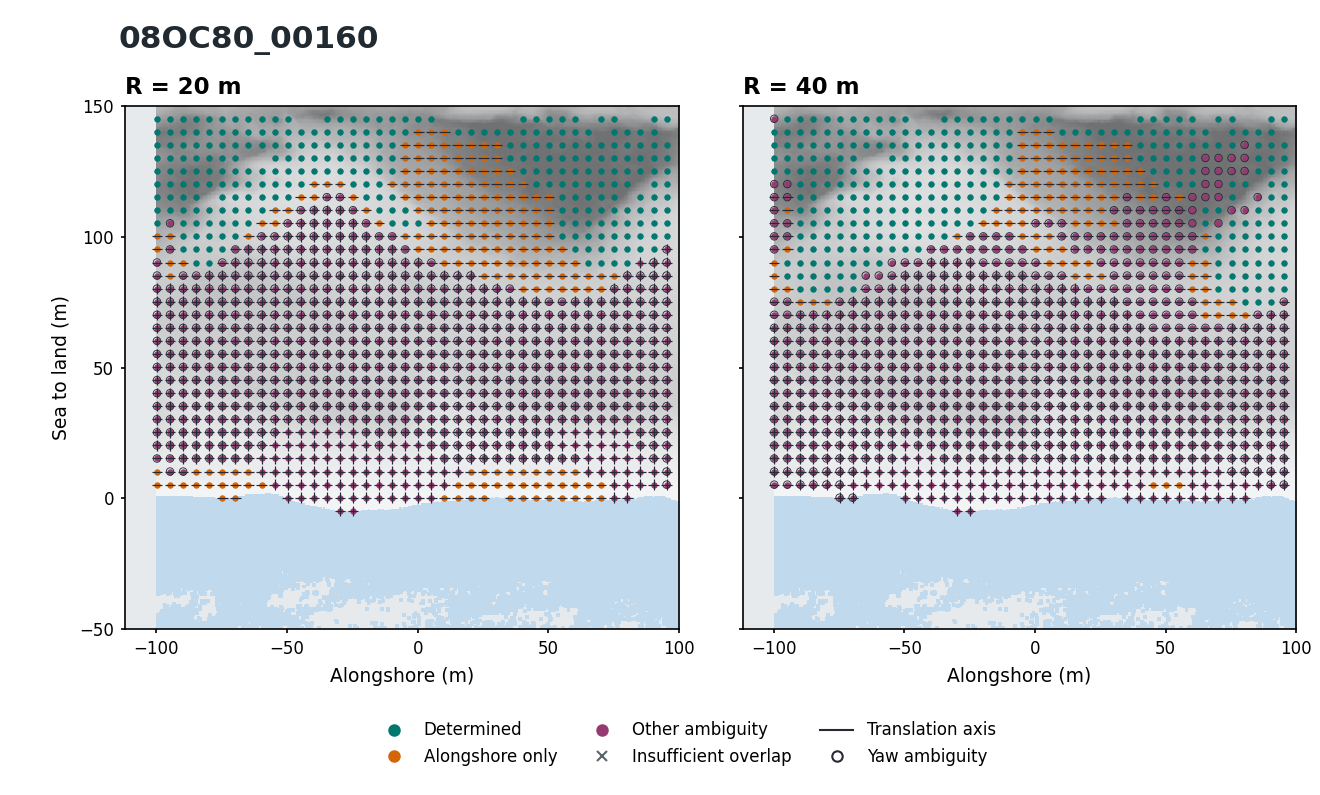 08OC80_00160
R = 20 m
R = 40 m
150
100
50
0
−50
Sea to land (m)
−100
−50
0
50
100
−100
−50
0
50
100
Alongshore (m)
Alongshore (m)
Determined
Other ambiguity
Translation axis
Alongshore only
Insufficient overlap
Yaw ambiguity